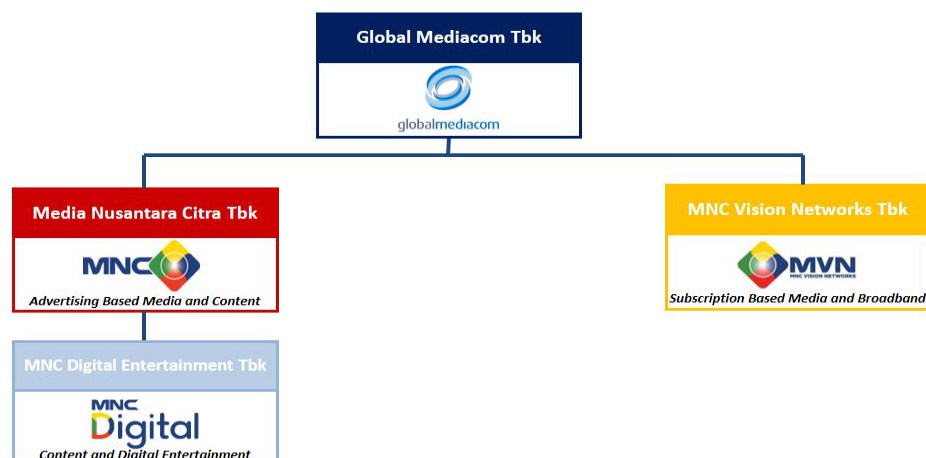 Global Mediacom Tbk
globalmediacom
Media Nusantara Citra Tbk
MNC
Advertising Based Media and Content
MNC Vision Networks Tbk
MVN
MNC VISION NETWORKS
Subscription Based Media and Broadband
MNC Digital Entertainment Tbk
MNC
Digital
Content and Digital Entertainment